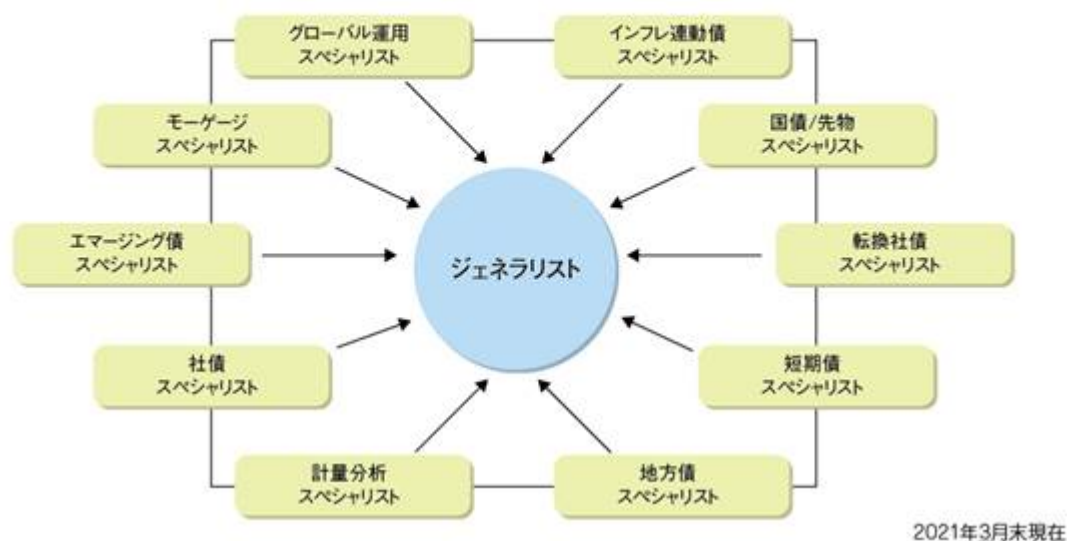 グローバル運用
スペシャリスト
インフレ連動債
スペシャリスト
モーゲージ
スペシャリスト
国債/先物
スペシャリスト
エマージング債
スペシャリスト
ジェネラリスト
転換社債
スペシャリスト
社債
スペシャリスト
短期債
スペシャリスト
計量分析
スペシャリスト
地方債
スペシャリスト
2021年3月末現在